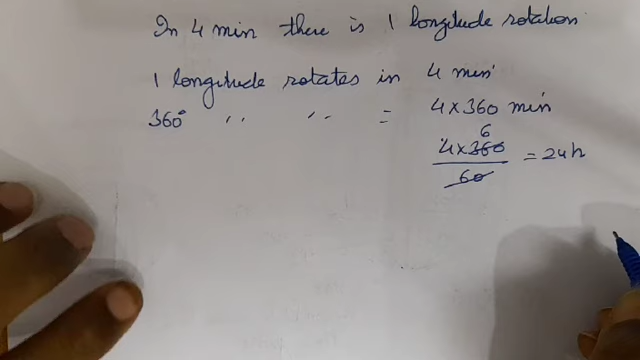 In 4 min there is 1 longitude rotation
1 longitude rotates in 4 min
360° " " = 4×360 min
6
4×360
60
= 24h